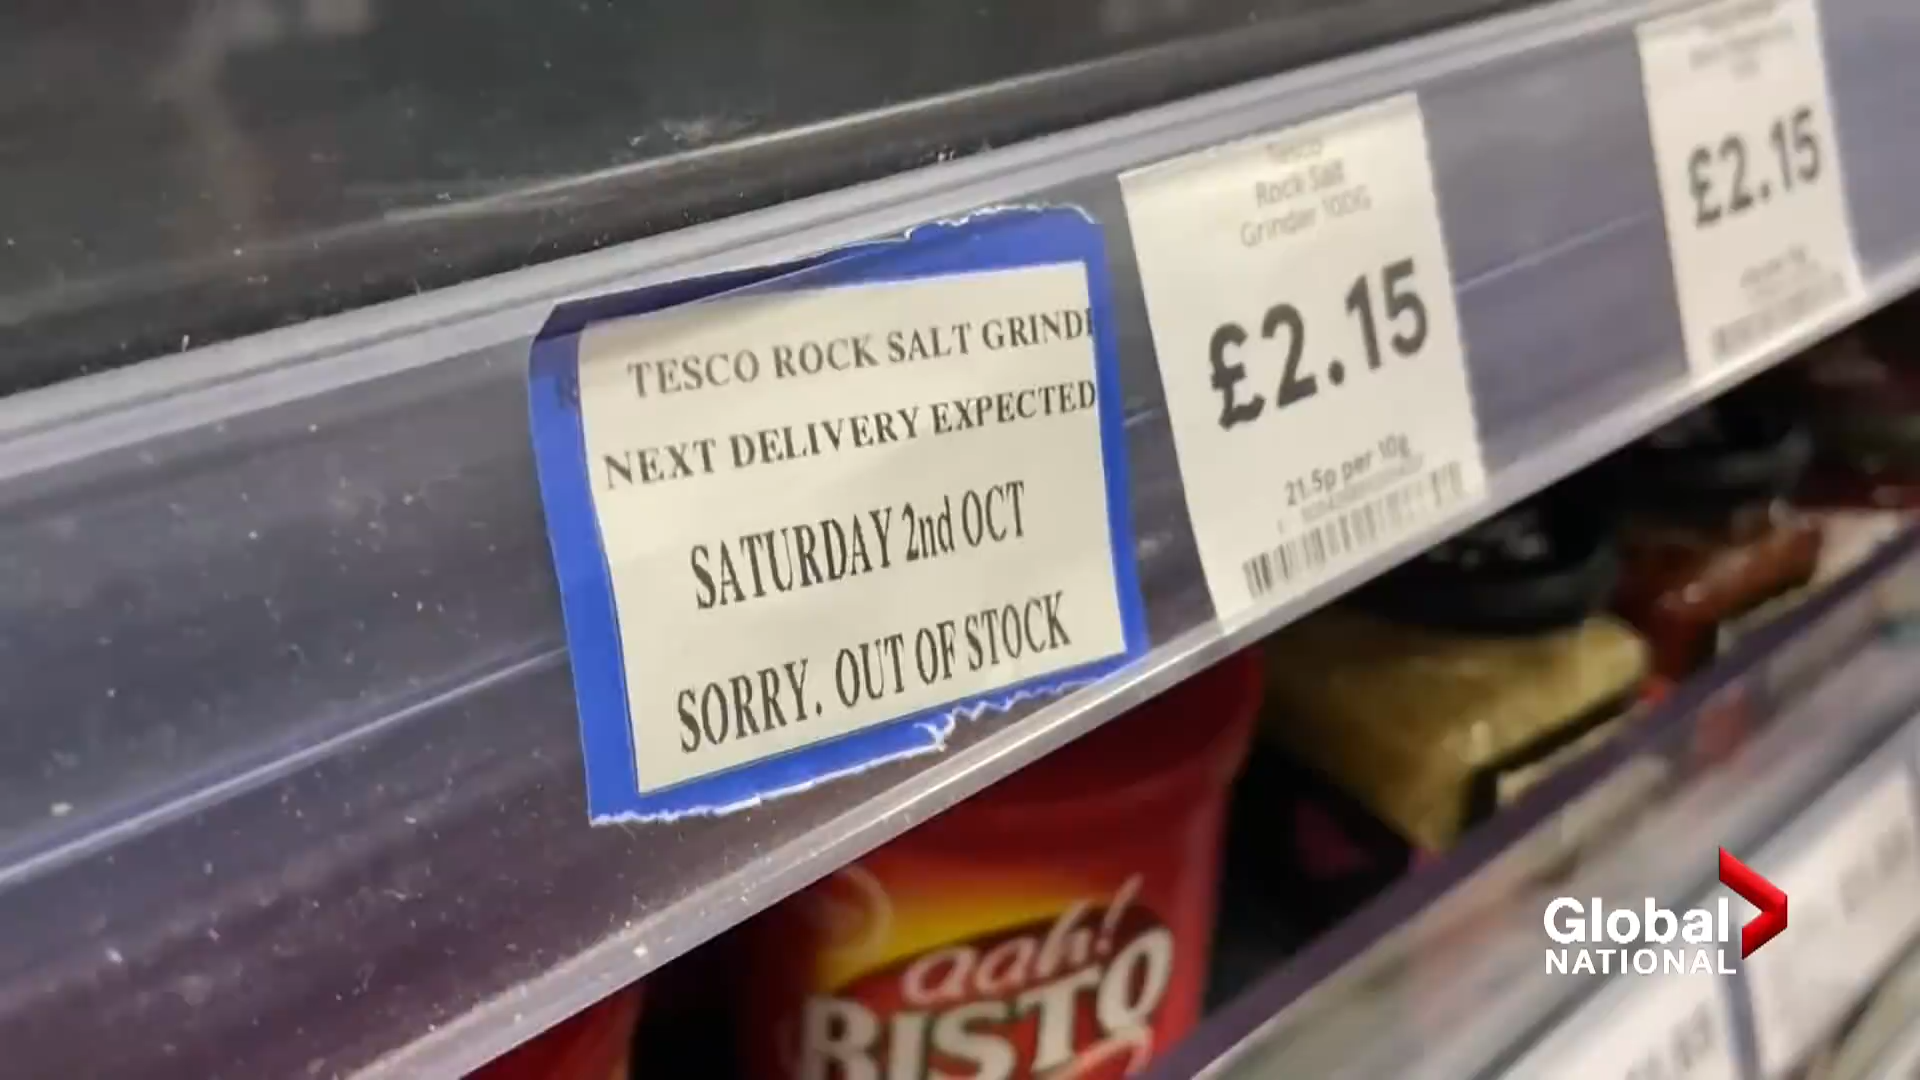 TESCO ROCK SALT GRINDE
NEXT DELIVERY EXPECTED
SATURDAY 2nd OCT
SORRY. OUT OF STOCK
Tesco
Rock Salt
Grinder 100G
£2.15
21.5p per 10g
£2.15
aah!
BISTO
Global
NATIONAL